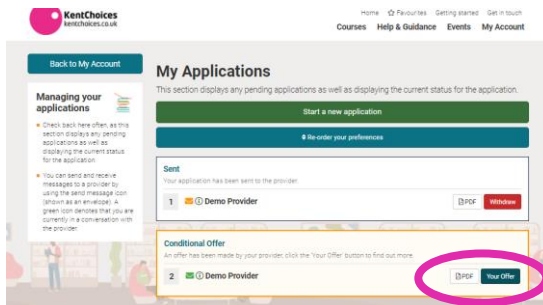 KentChoices
kentchoices.co.uk
Home Favourites Getting started Get in touch
Courses Help & Guidance Events My Account
Back to My Account
Managing your
applications
Check back here often, as this
section displays any pending
applications as well as
displaying the current status
for the application.
You can send and receive
messages to a provider by
using the send message icon
(shown as an envelope). A
green icon denotes that you are
currently in a conversation with
the provider
My Applications
This section displays any pending applications as well as displaying the current status for the application.
Start a new application
Re-order your preferences
Sent
Your application has been sent to the provider.
1 Demo Provider PDF Withdraw
Conditional Offer
An offer has been made by your provider, click the 'Your Offer' button to find out more.
2 Demo Provider PDF Your Offer